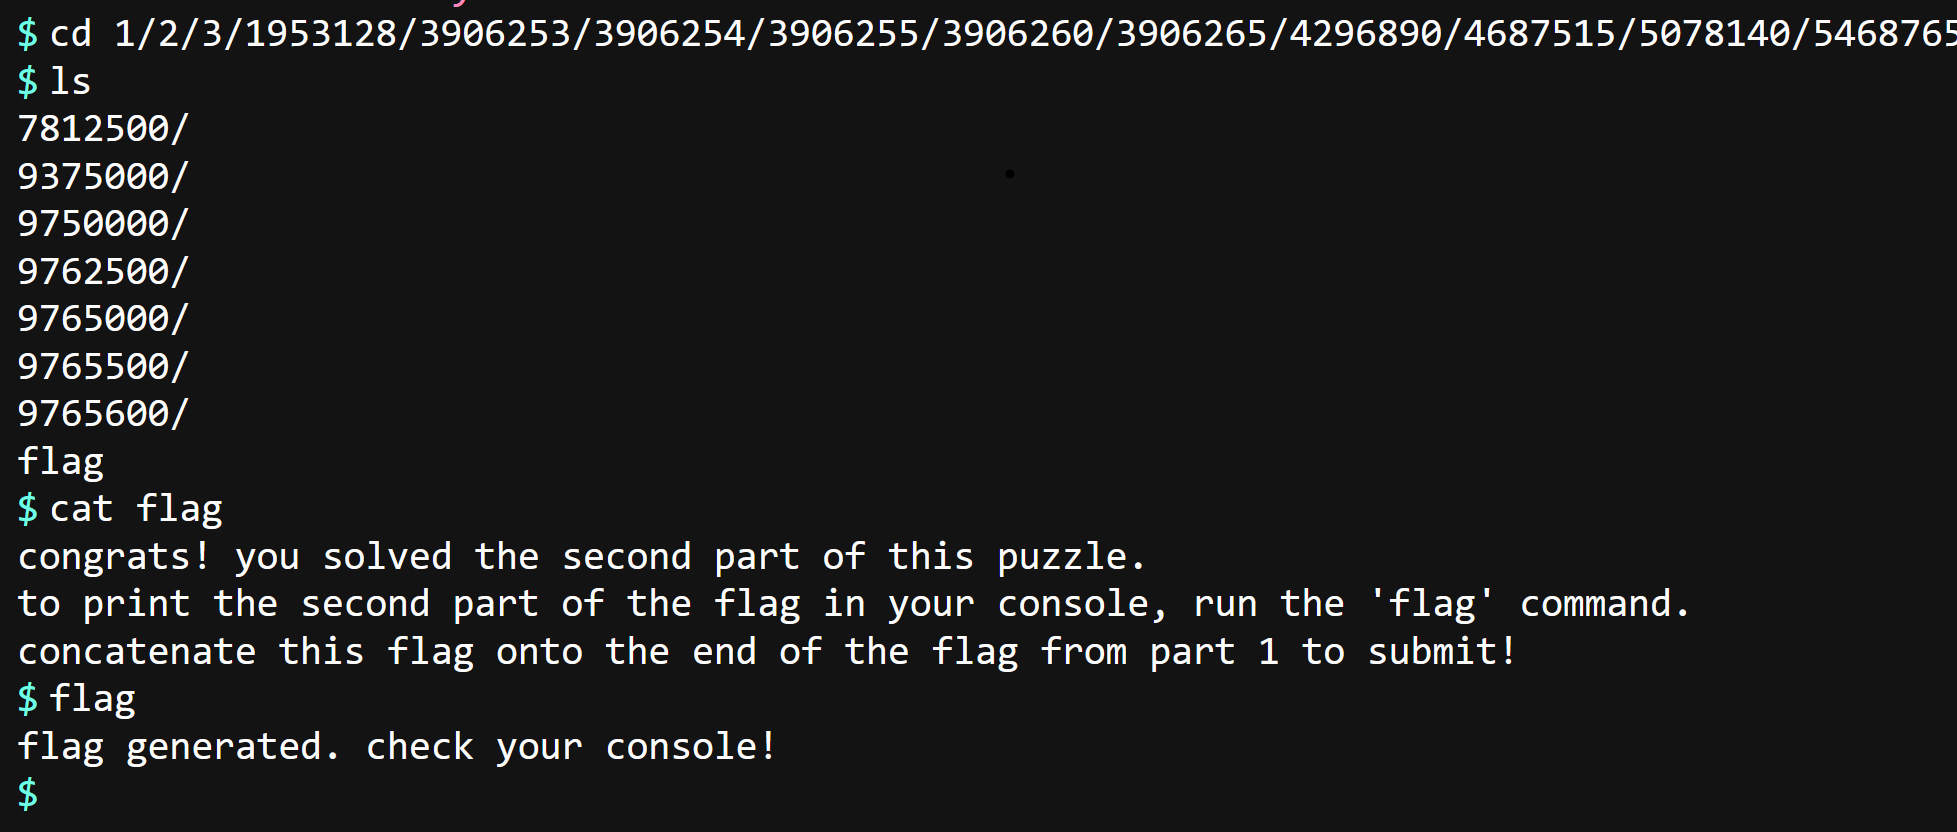 $ cd 1/2/3/1953128/3906253/3906254/3906255/3906260/3906265/4296890/4687515/5078140/5468765
$ ls
7812500/
9375000/
9750000/
9762500/
9765000/
9765500/
9765600/
flag
$ cat flag
congrats! you solved the second part of this puzzle.
to print the second part of the flag in your console, run the 'flag' command.
concatenate this flag onto the end of the flag from part 1 to submit!
$ flag
flag generated. check your console!
$